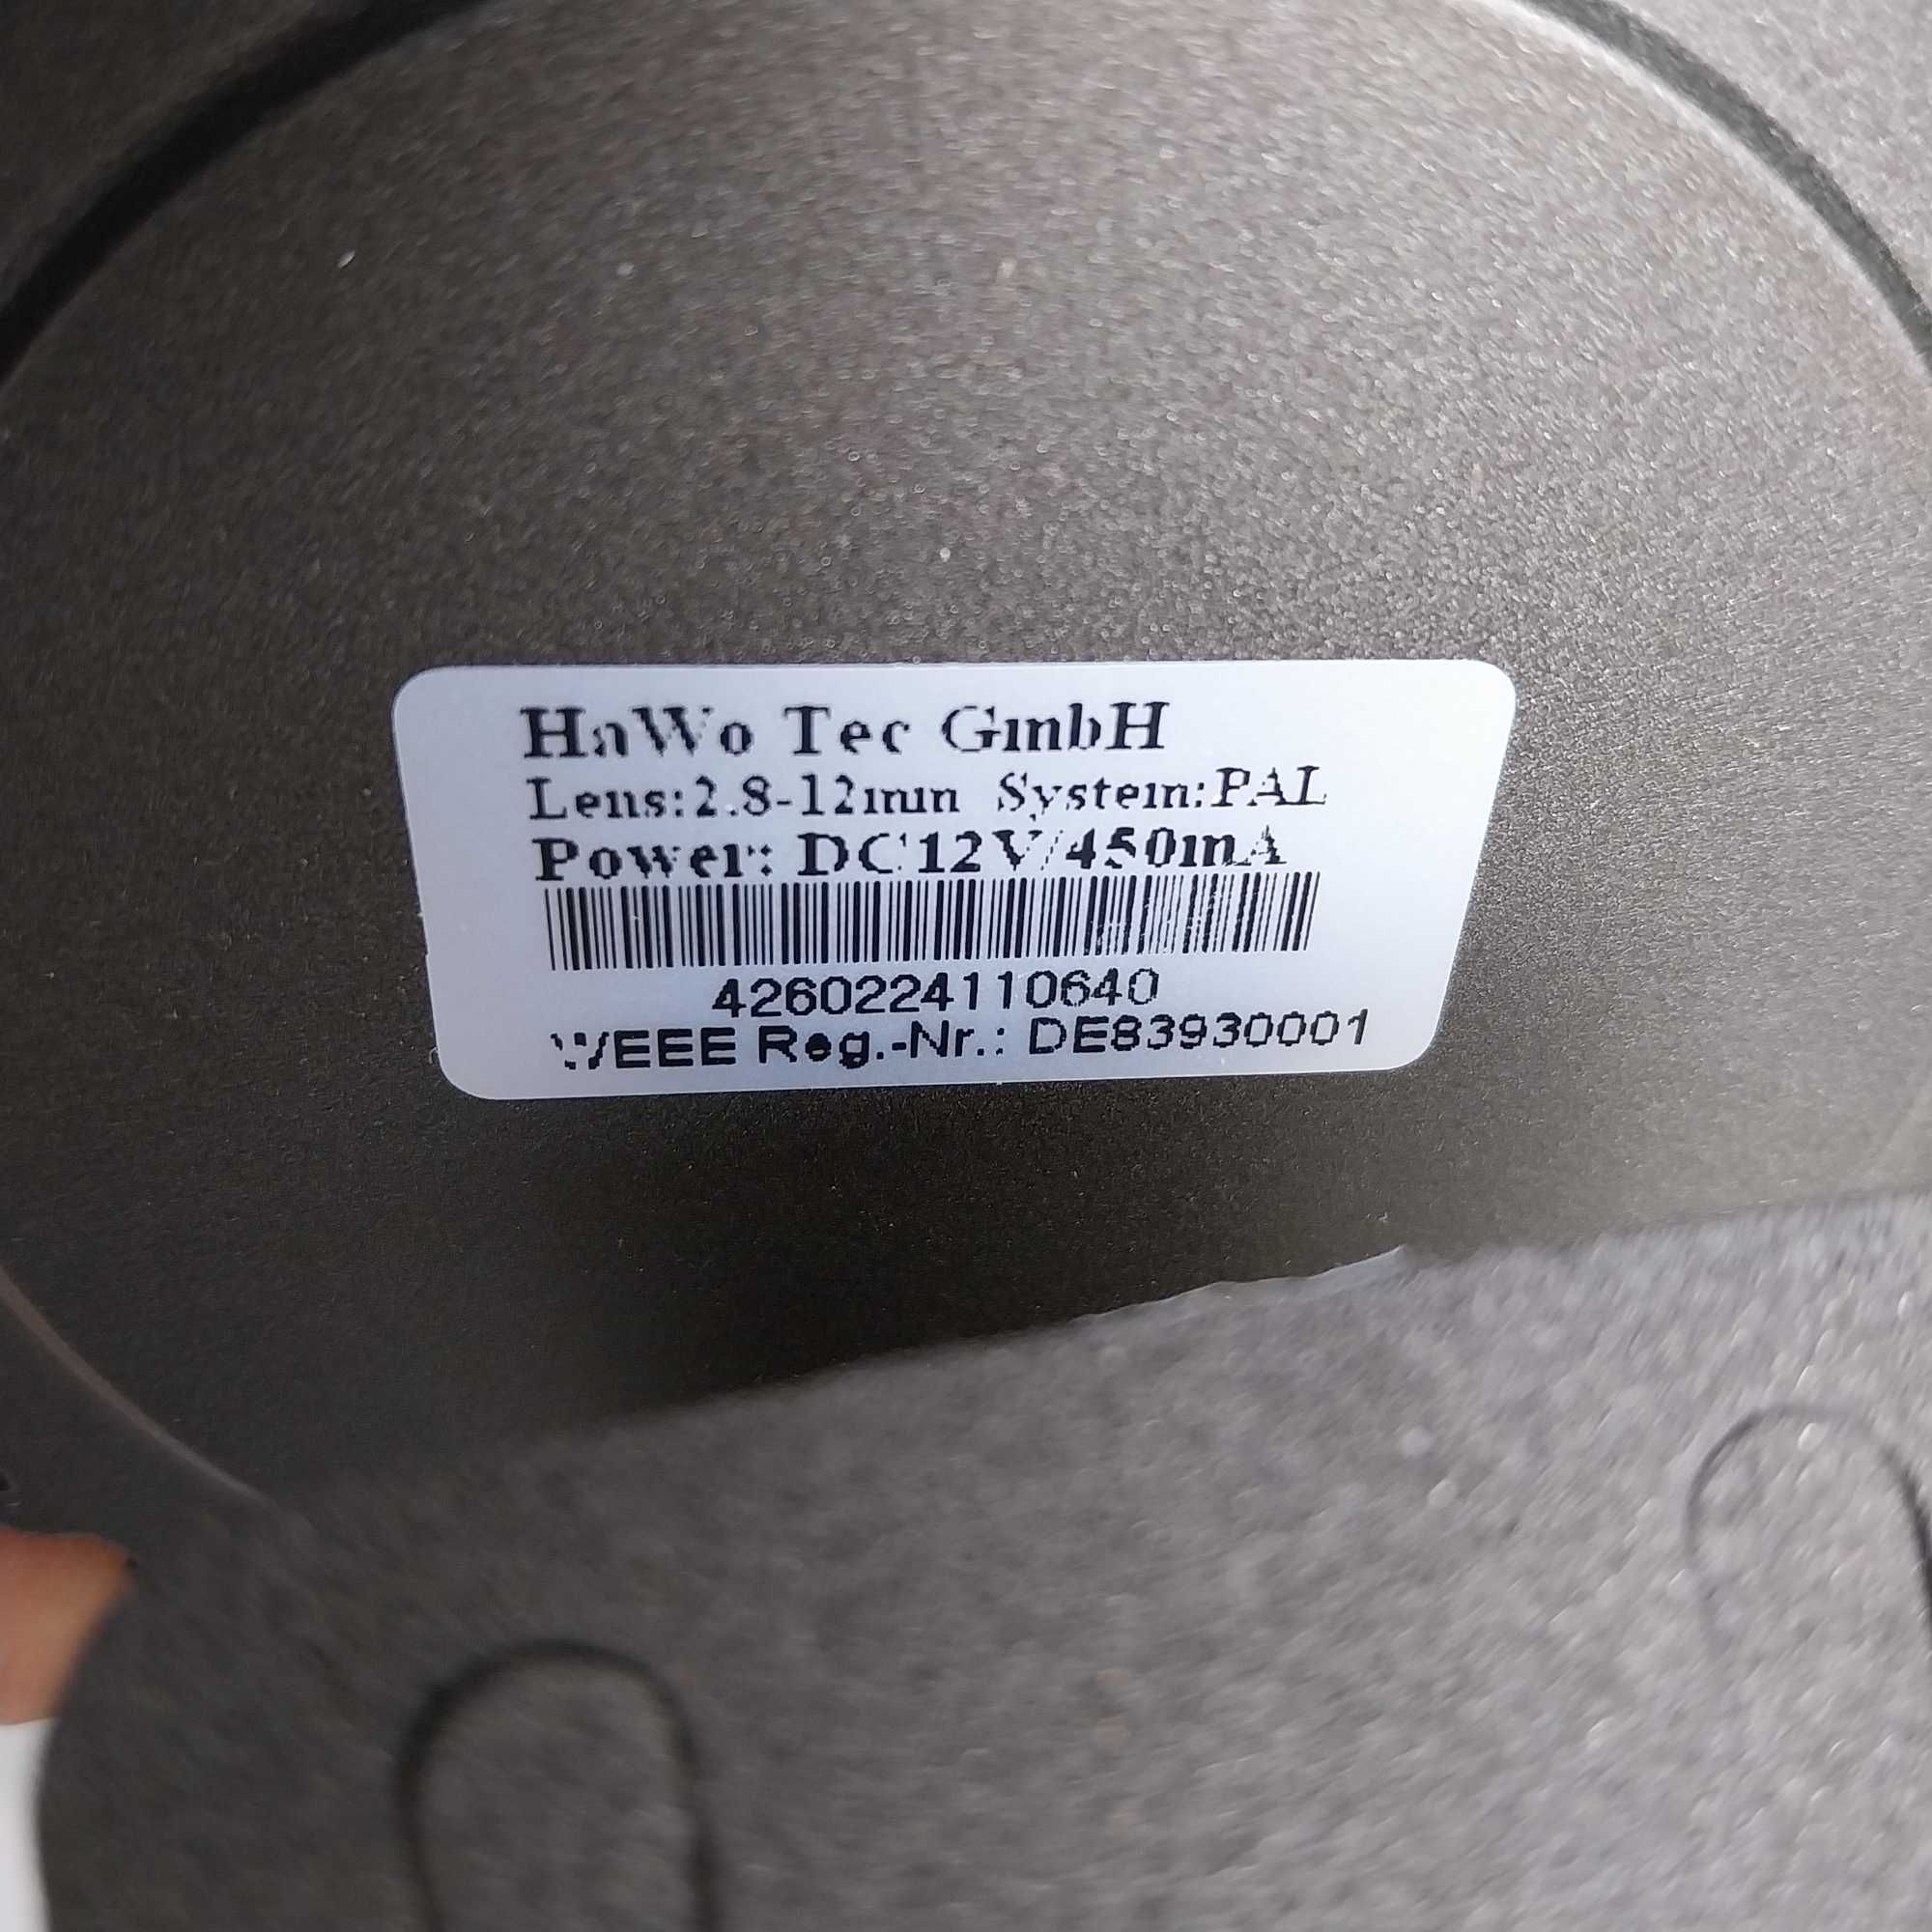 HaWo Tec GmbH
Lens:2.8-12mm System:PAL
Power: DC12V/450mA
4260224110640
WEEE Reg.-Nr.: DE83930001